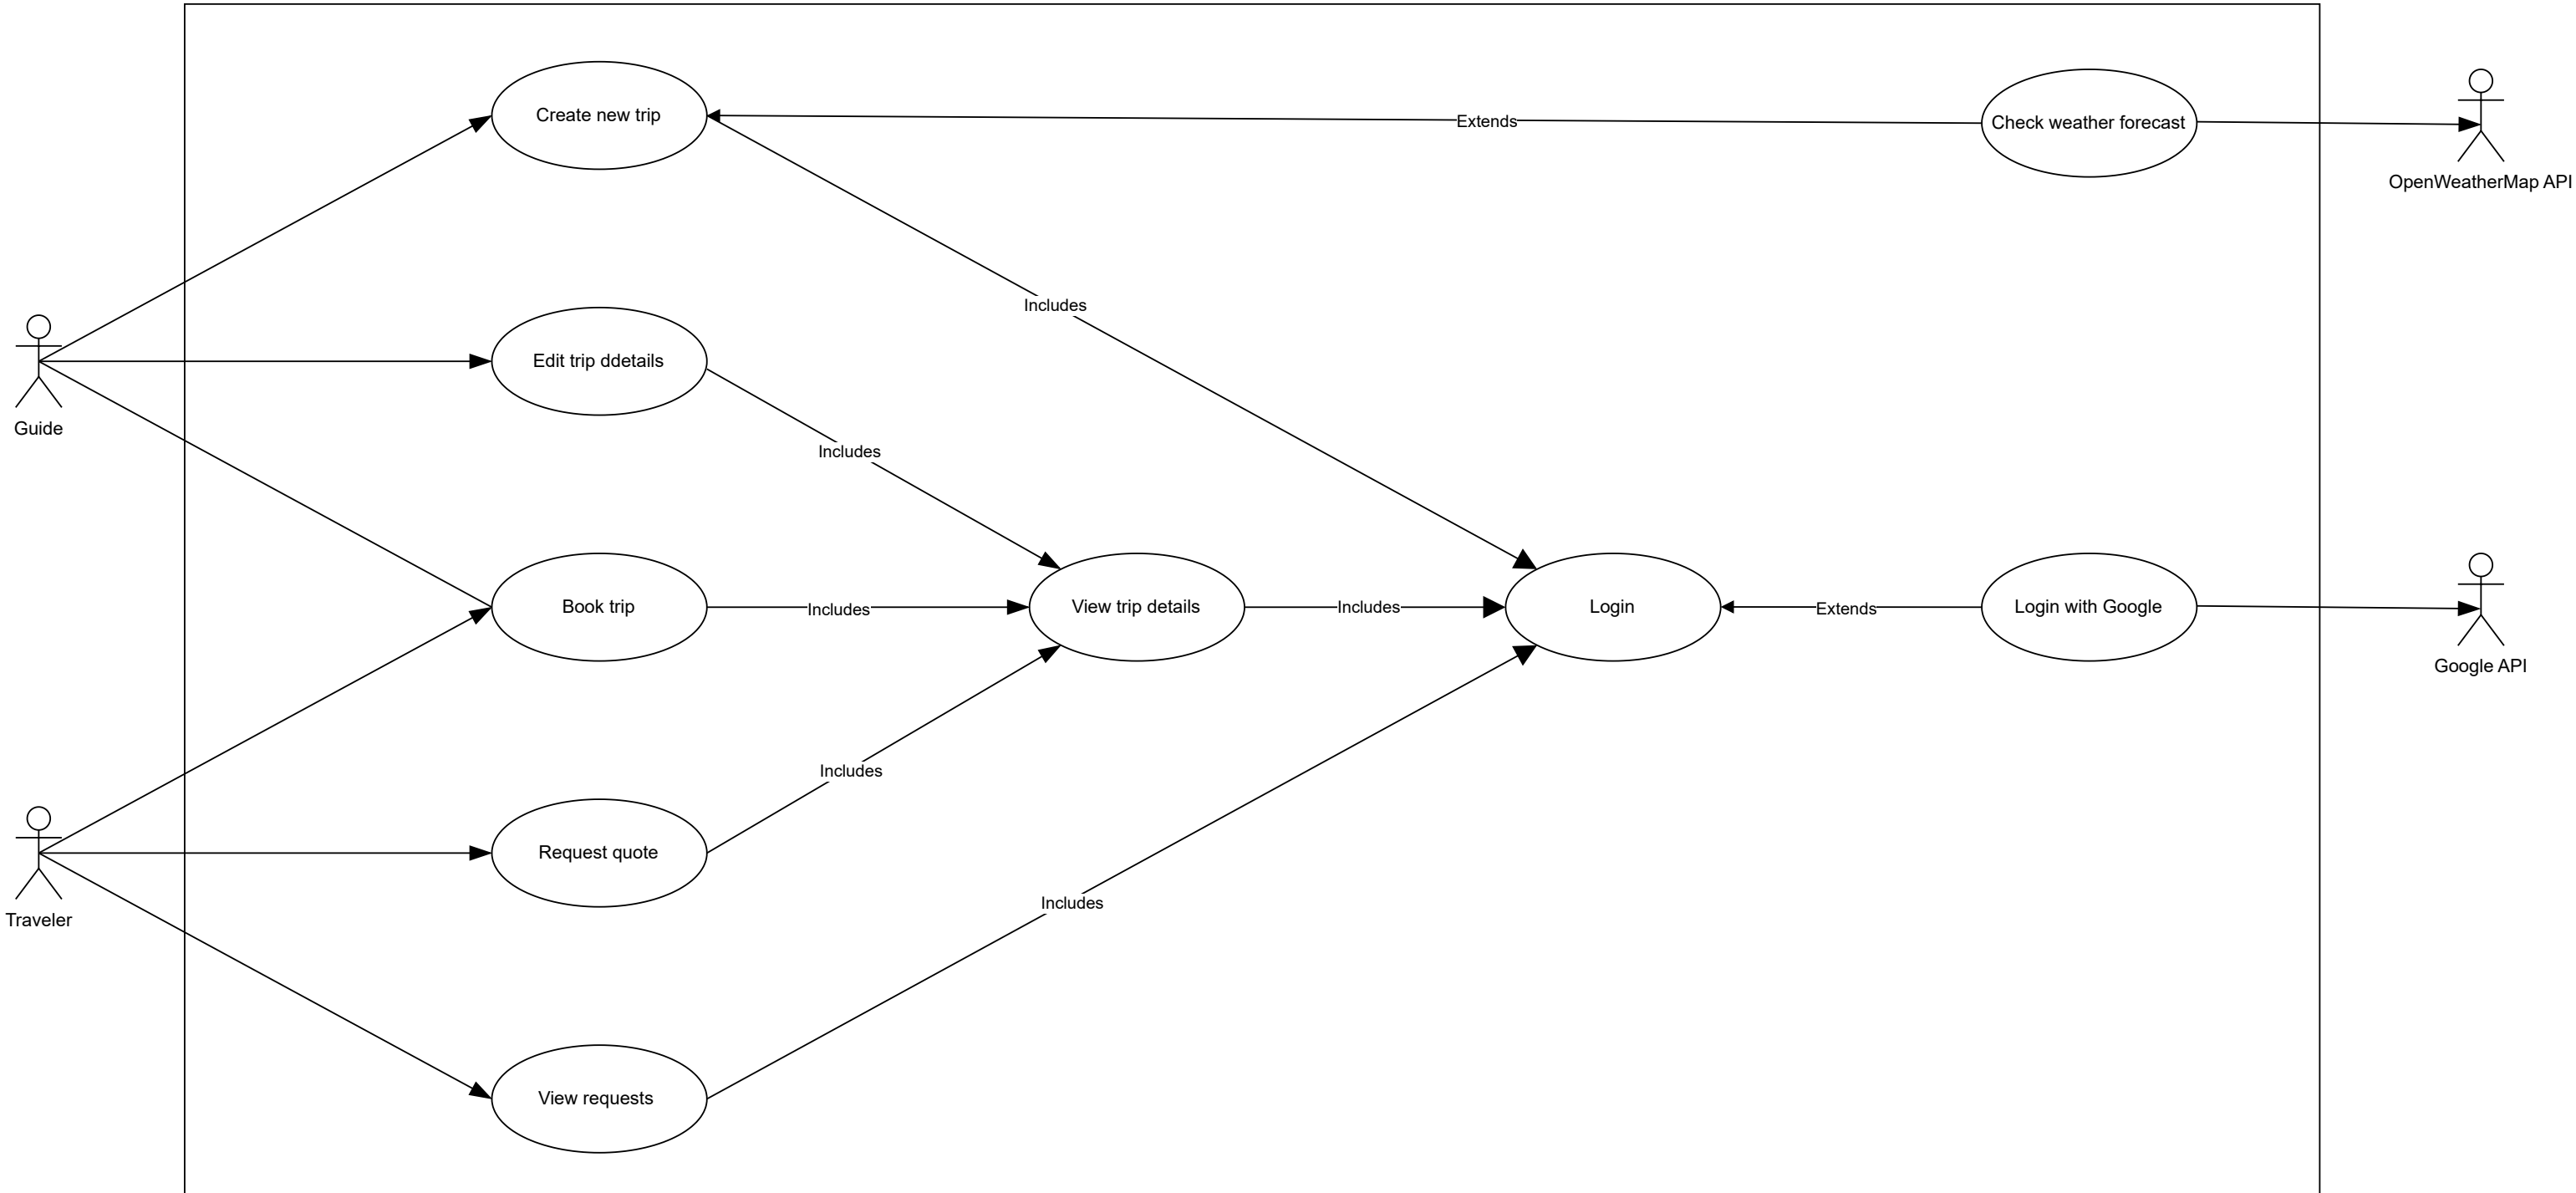 Create new trip
Extends
Check weather forecast
OpenWeatherMap API
Includes
Edit trip ddetails
Guide
Includes
Book trip
Includes
View trip details
Includes
Login
Extends
Login with Google
Google API
Includes
Request quote
Traveler
Includes
View requests